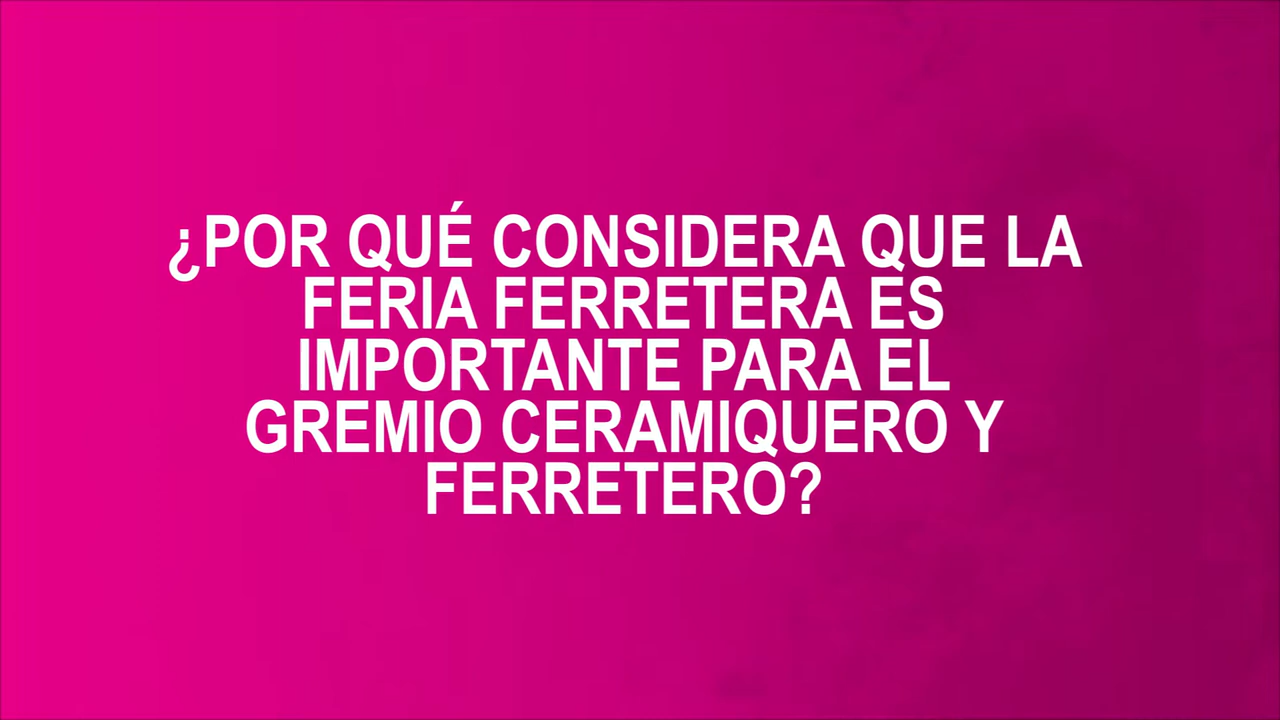 ¿POR QUÉ CONSIDERA QUE LA
FERIA FERRETERA ES
IMPORTANTE PARA EL
GREMIO CERAMIQUERO Y
FERRETERO?